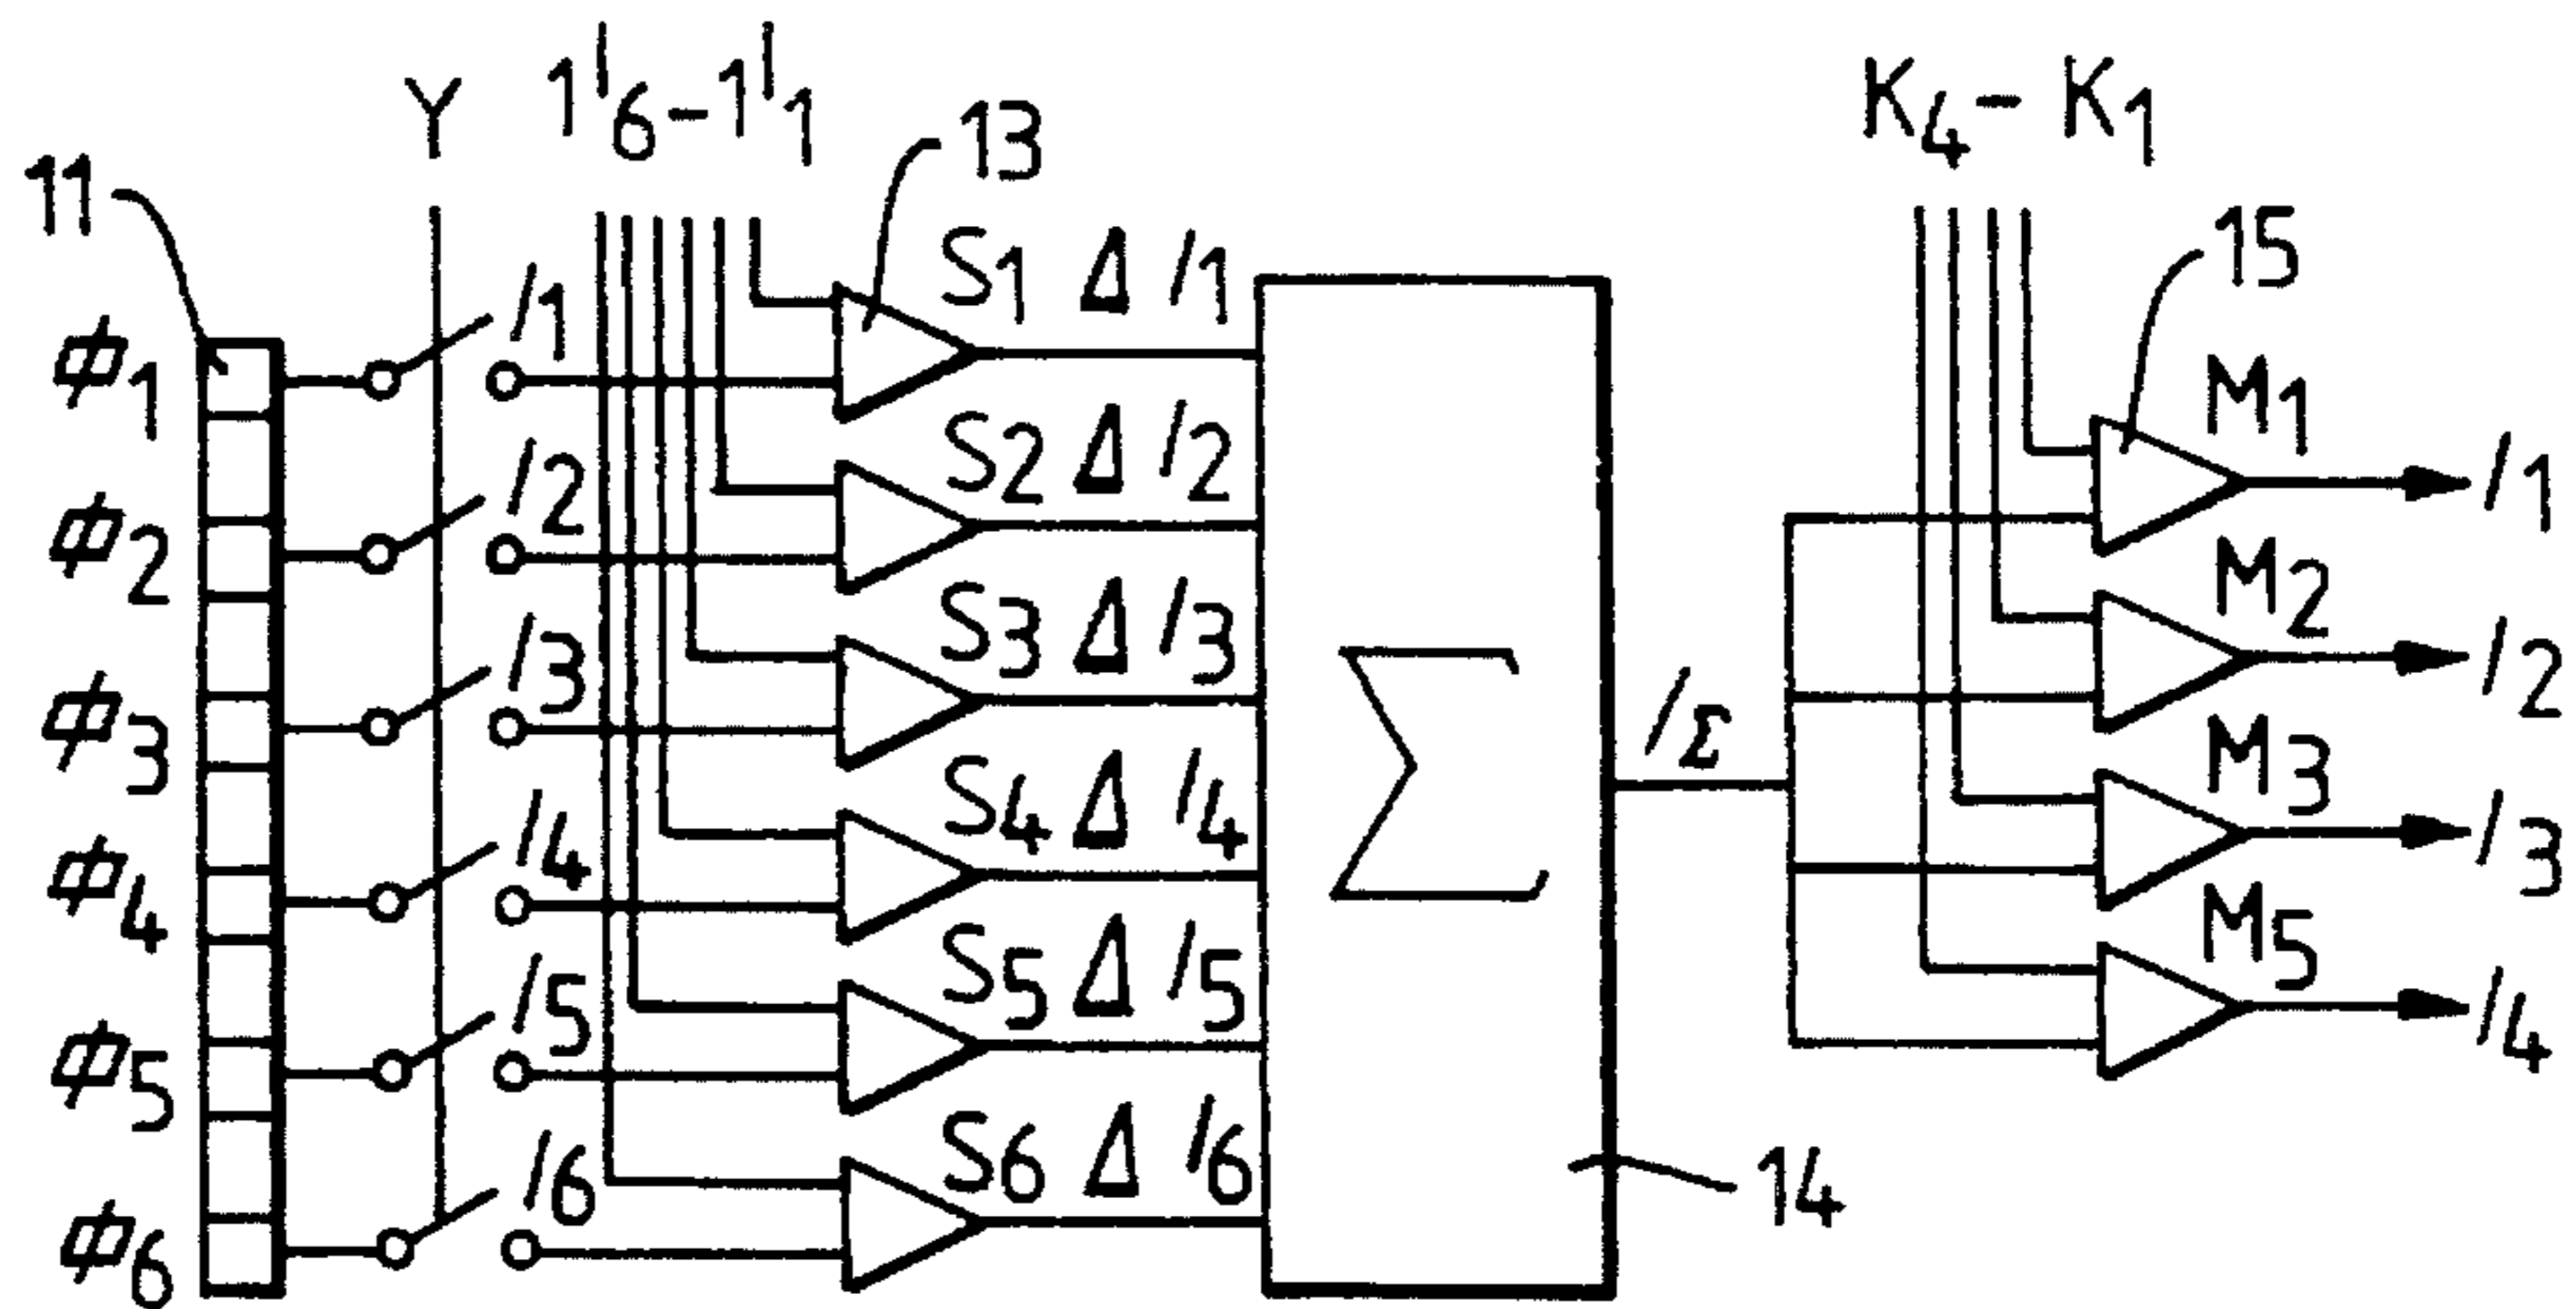 11
Y
1'6-1'1
13
K4-K1
15
ϕ1
/1
S1 Δ /1
M1
/1
ϕ2
/2
S2 Δ /2
M2
/2
ϕ3
/3
S3 Δ /3
Σ
/Σ
M3
/3
ϕ4
/4
S4 Δ /4
M5
/4
ϕ5
/5
S5 Δ /5
ϕ6
/6
S6 Δ /6
14